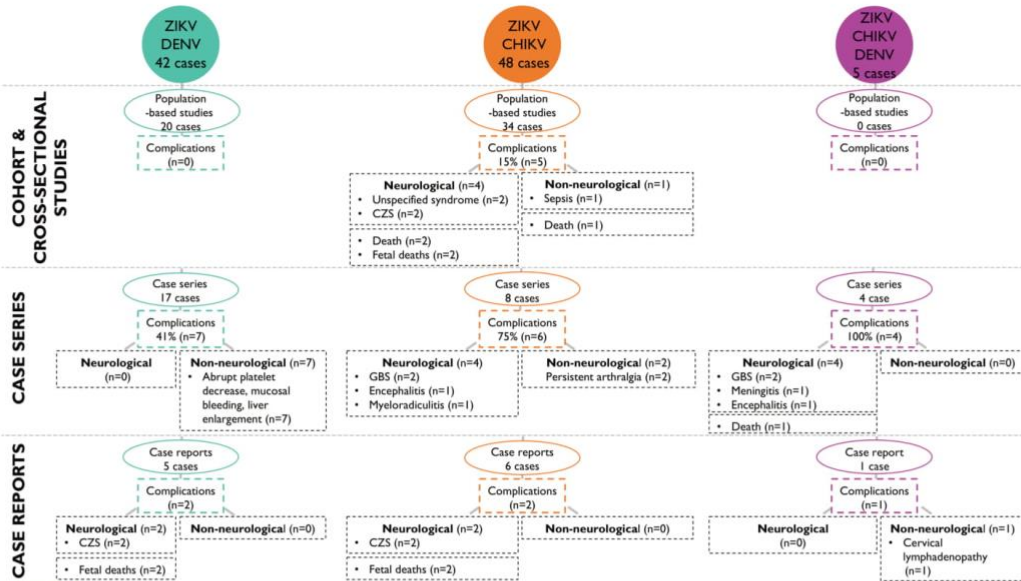 ZIKV
DENV
42 cases
ZIKV
CHIKV
48 cases
ZIKV
CHIKV
DENV
5 cases
COHORT &
CROSS-SECTIONAL
STUDIES
Population
-based studies
20 cases
Complications
(n=0)
Population
-based studies
34 cases
Complications
15% (n=5)
Neurological (n=4)
• Unspecified syndrome (n=2)
• CZS (n=2)
• Death (n=2)
• Fetal deaths (n=2)
Non-neurological (n=1)
• Sepsis (n=1)
• Death (n=1)
Population
-based studies
0 cases
Complications
(n=0)
CASE SERIES
Case series
17 cases
Complications
41% (n=7)
Neurological
(n=0)
Non-neurological (n=7)
• Abrupt platelet
decrease, mucosal
bleeding, liver
enlargement (n=7)
Case series
8 cases
Complications
75% (n=6)
Neurological (n=4)
• GBS (n=2)
• Encephalitis (n=1)
• Myeloradiculitis (n=1)
Non-neurological (n=2)
Persistent arthralgia (n=2)
Case series
4 case
Complications
100% (n=4)
Neurological (n=4)
• GBS (n=2)
• Meningitis (n=1)
• Encephalitis (n=1)
• Death (n=1)
Non-neurological (n=0)
CASE REPORTS
Case reports
5 cases
Complications
(n=2)
Neurological (n=2)
• CZS (n=2)
• Fetal deaths (n=2)
Non-neurological (n=0)
Case reports
6 cases
Complications
(n=2)
Neurological (n=2)
• CZS (n=2)
• Fetal deaths (n=2)
Non-neurological (n=0)
Case report
1 case
Complications
(n=1)
Neurological
(n=0)
Non-neurological (n=1)
• Cervical
lymphadenopathy
(n=1)